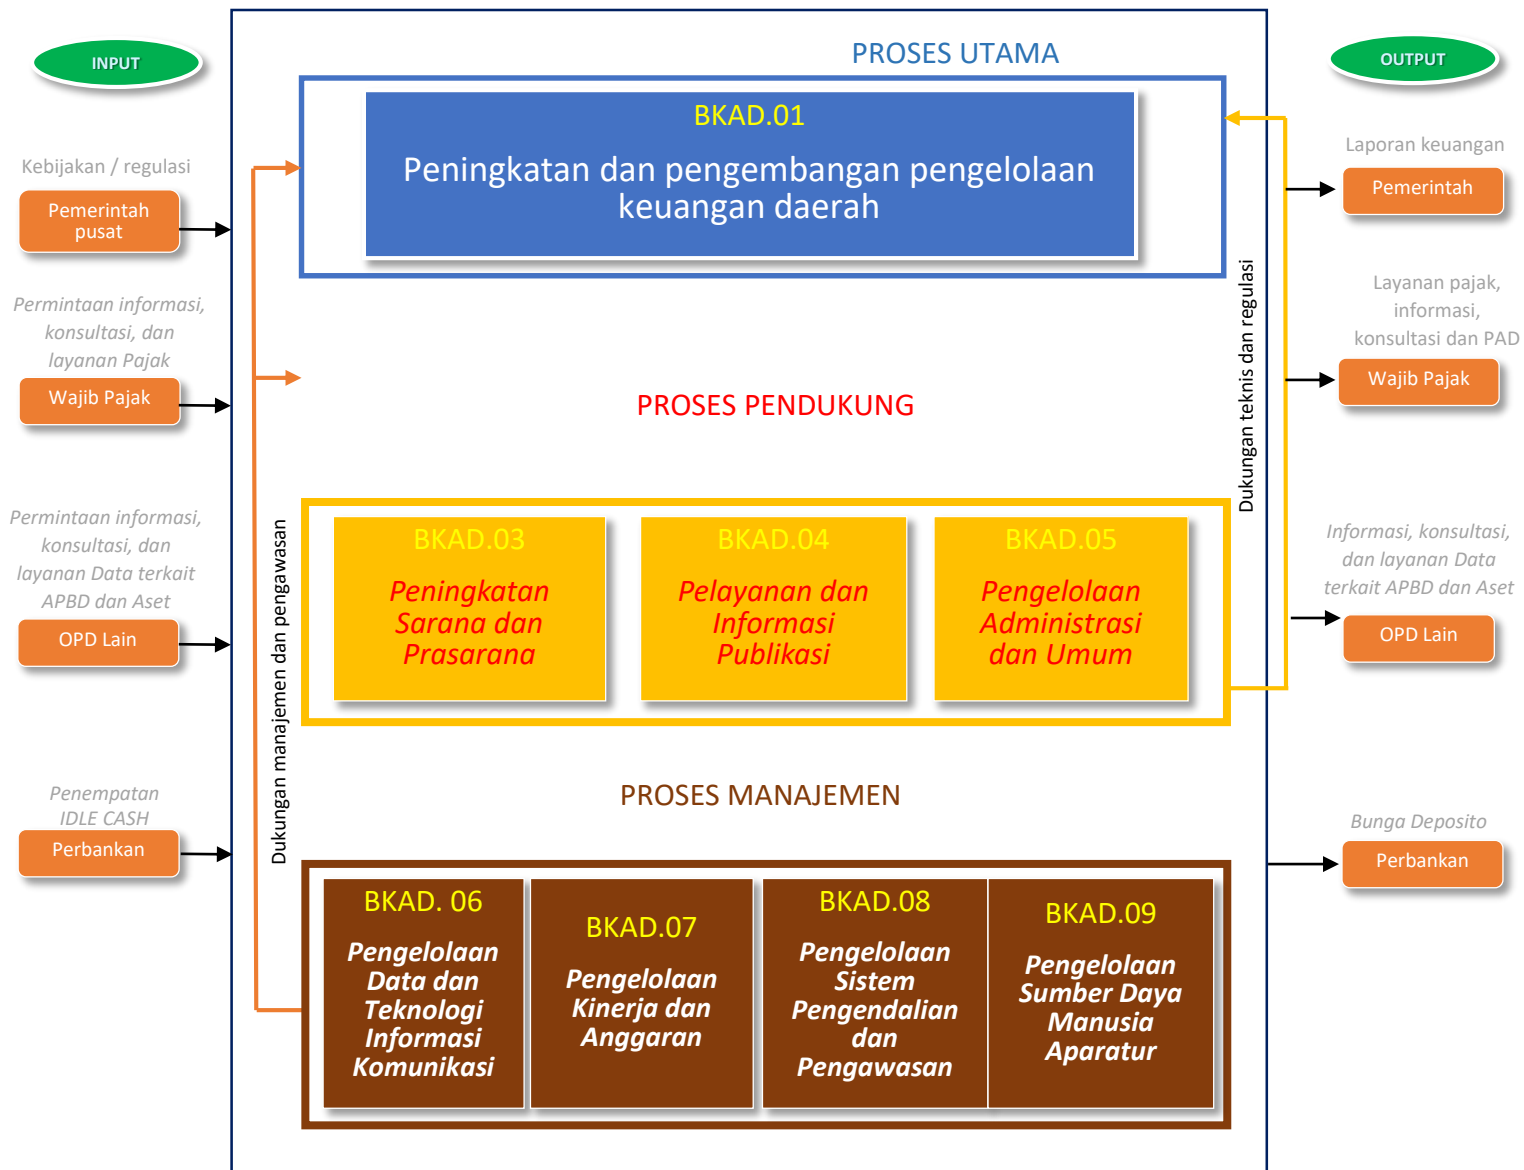 INPUT
Kebijakan / regulasi
Pemerintah
pusat
Permintaan informasi,
konsultasi, dan
layanan Pajak
Wajib Pajak
Permintaan informasi,
konsultasi, dan
layanan Data terkait
APBD dan Aset
OPD Lain
Penempatan
IDLE CASH
Perbankan
PROSES UTAMA
BKAD.01
Peningkatan dan pengembangan pengelolaan
keuangan daerah
PROSES PENDUKUNG
BKAD.03
Peningkatan
Sarana dan
Prasarana
BKAD.04
Pelayanan dan
Informasi
Publikasi
BKAD.05
Pengelolaan
Administrasi
dan Umum
Dukungan manajemen dan pengawasan
Dukungan teknis dan regulasi
PROSES MANAJEMEN
BKAD. 06
Pengelolaan
Data dan
Teknologi
Informasi
Komunikasi
BKAD.07
Pengelolaan
Kinerja dan
Anggaran
BKAD.08
Pengelolaan
Sistem
Pengendalian
dan
Pengawasan
BKAD.09
Pengelolaan
Sumber Daya
Manusia
Aparatur
OUTPUT
Laporan keuangan
Pemerintah
Layanan pajak,
informasi,
konsultasi dan PAD
Wajib Pajak
Informasi, konsultasi,
dan layanan Data
terkait APBD dan Aset
OPD Lain
Bunga Deposito
Perbankan